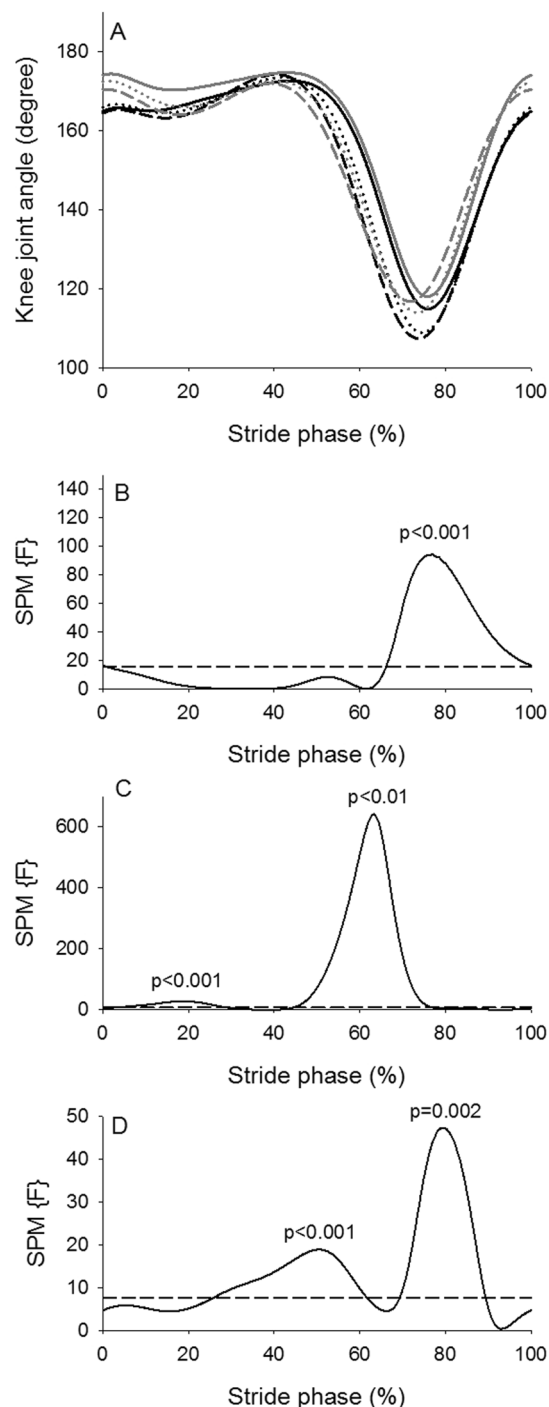 A
180
160
140
120
100
Knee joint angle (degree)
0 20 40 60 80 100
Stride phase (%)
B
140
120
100
80
60
40
20
0
SPM {F}
p<0.001
0 20 40 60 80 100
Stride phase (%)
C
600
400
200
0
SPM {F}
p<0.01
p<0.001
0 20 40 60 80 100
Stride phase (%)
D
50
40
30
20
10
0
SPM {F}
p=0.002
p<0.001
0 20 40 60 80 100
Stride phase (%)